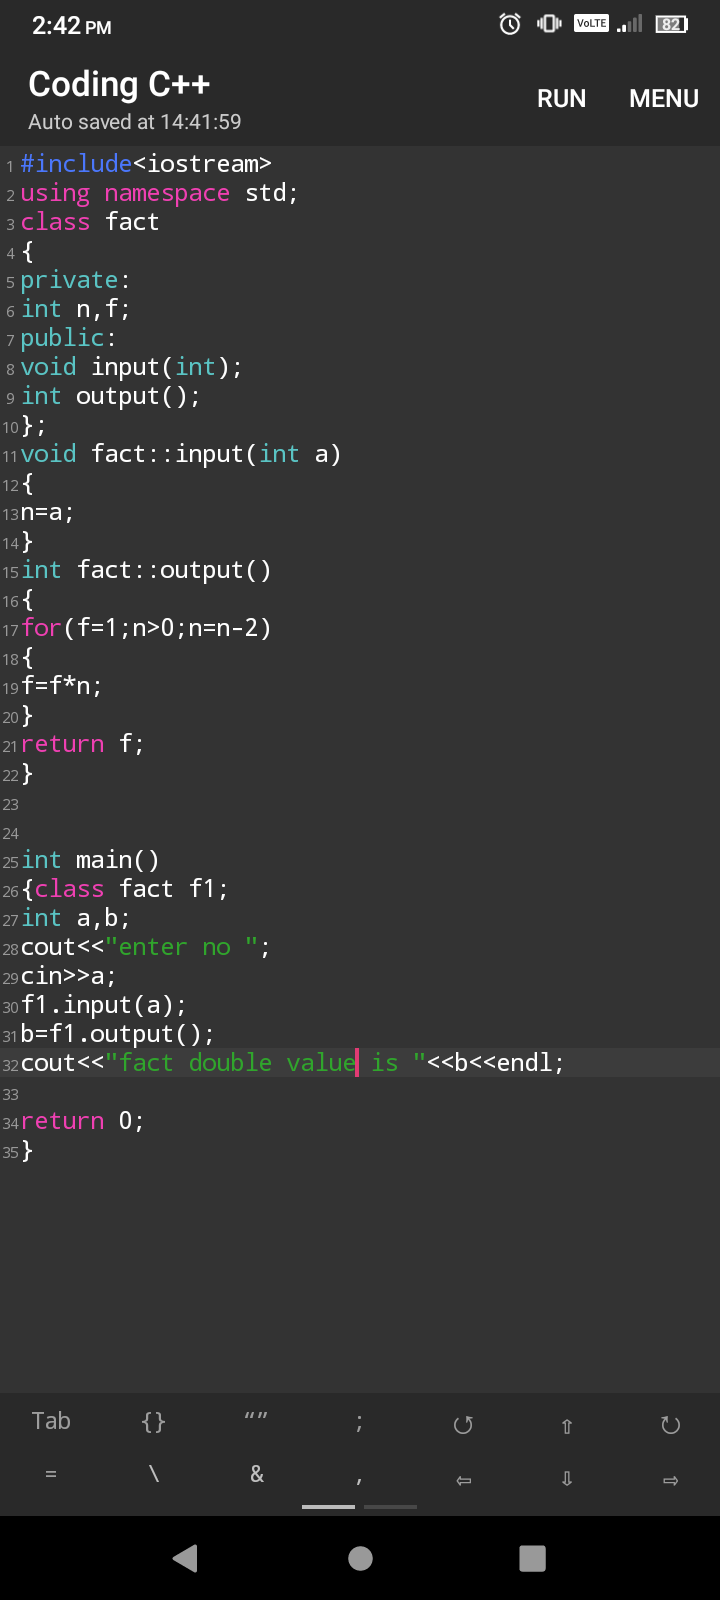 2:42 PM
VoLTE
82
Coding C++
RUN
MENU
Auto saved at 14:41:59
1 #include<iostream>
2 using namespace std;
3 class fact
4 {
5 private:
6 int n,f;
7 public:
8 void input(int);
9 int output();
10 };
11 void fact::input(int a)
12 {
13 n=a;
14 }
15 int fact::output()
16 {
17 for(f=1;n>0;n=n-2)
18 {
19 f=f*n;
20 }
21 return f;
22 }
23
24
25 int main()
26 {class fact f1;
27 int a,b;
28 cout<<"enter no ";
29 cin>>a;
30 f1.input(a);
31 b=f1.output();
32 cout<<"fact double value is "<<b<<endl;
33
34 return 0;
35 }
Tab {} “” ; ⭯ ⇧ ⭮
= \ & , ⇦ ⇩ ⇨